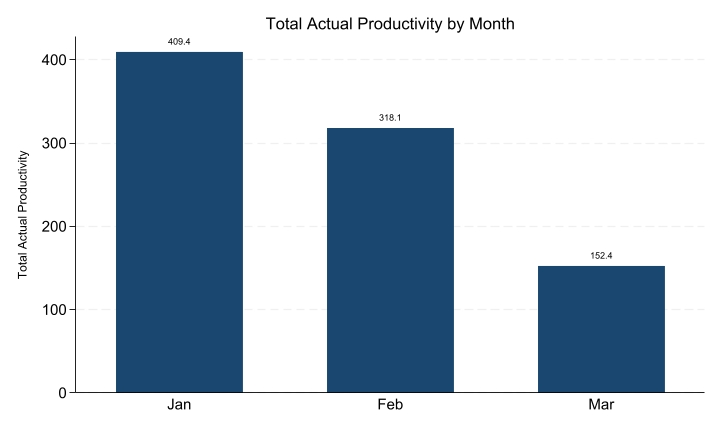 Total Actual Productivity by Month
Total Actual Productivity
400
300
200
100
0
409.4
318.1
152.4
Jan
Feb
Mar